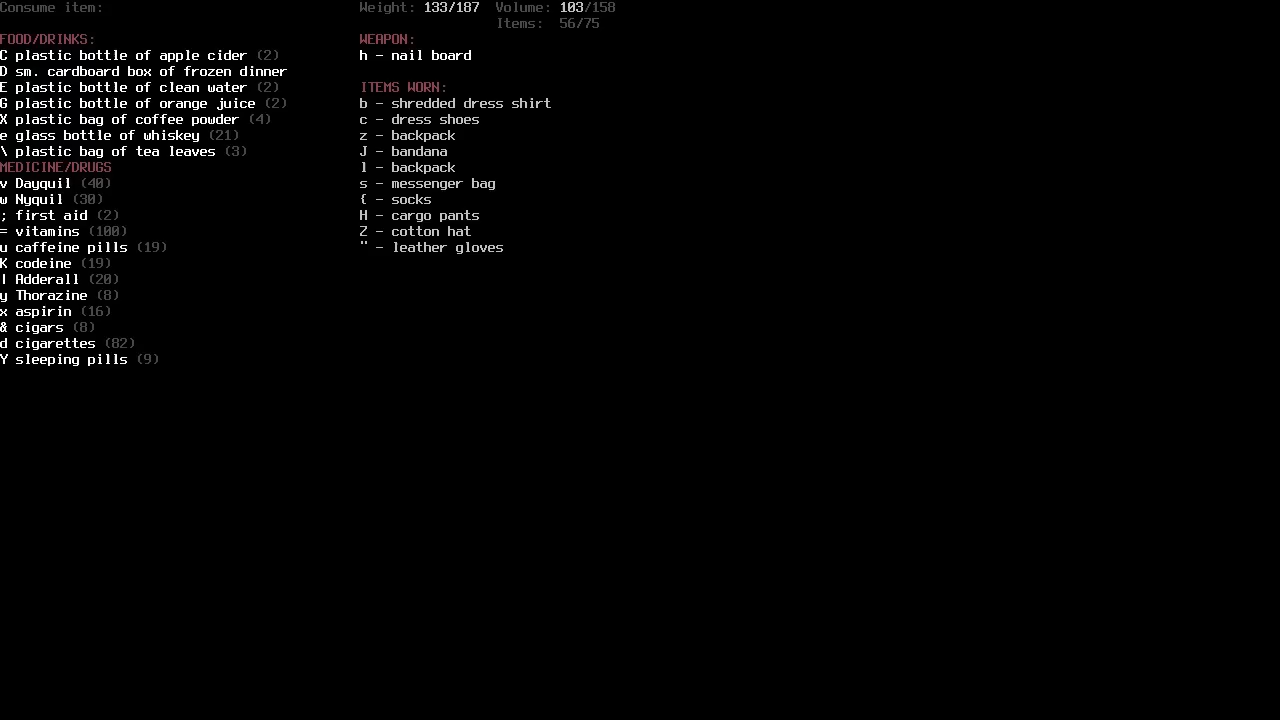 Consume item:
Weight: 133/187 Volume: 103/158
Items: 56/75
FOOD/DRINKS:
C plastic bottle of apple cider (2)
D sm. cardboard box of frozen dinner
E plastic bottle of clean water (2)
G plastic bottle of orange juice (2)
X plastic bag of coffee powder (4)
e glass bottle of whiskey (21)
\ plastic bag of tea leaves (3)
MEDICINE/DRUGS
v Dayquil (40)
w Nyquil (30)
; first aid (2)
= vitamins (100)
u caffeine pills (19)
K codeine (19)
| Adderall (20)
y Thorazine (8)
x aspirin (16)
& cigars (8)
d cigarettes (82)
Y sleeping pills (9)
WEAPON:
h - nail board
ITEMS WORN:
b - shredded dress shirt
c - dress shoes
z - backpack
J - bandana
l - backpack
s - messenger bag
{ - socks
H - cargo pants
Z - cotton hat
" - leather gloves